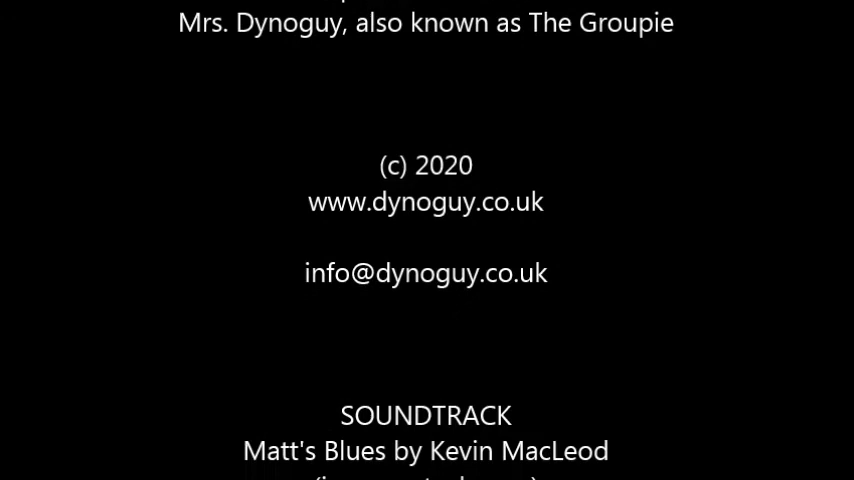 Mrs. Dynoguy, also known as The Groupie
(c) 2020
www.dynoguy.co.uk
info@dynoguy.co.uk
SOUNDTRACK
Matt's Blues by Kevin MacLeod